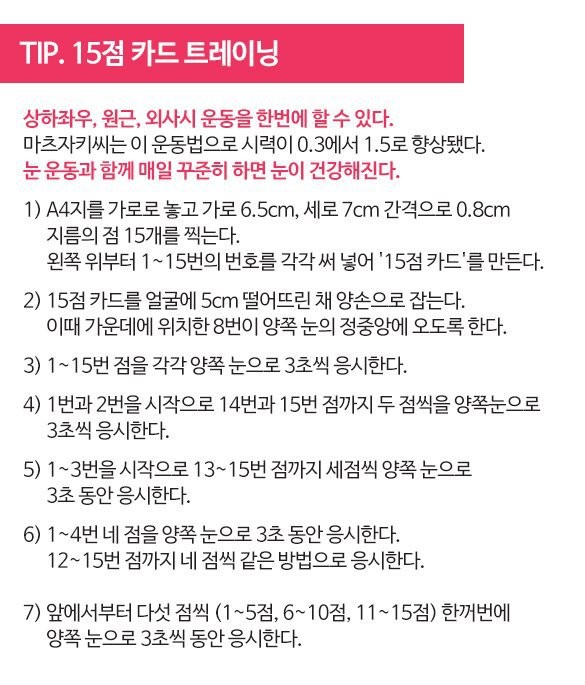 TIP. 15점 카드 트레이닝
상하좌우, 원근, 외사시 운동을 한번에 할 수 있다.
마츠자키씨는 이 운동법으로 시력이 0.3에서 1.5로 향상됐다.
눈 운동과 함께 매일 꾸준히 하면 눈이 건강해진다.
1) A4지를 가로로 놓고 가로 6.5cm, 세로 7cm 간격으로 0.8cm
지름의 점 15개를 찍는다.
왼쪽 위부터 1~15번의 번호를 각각 써 넣어 '15점 카드'를 만든다.
2) 15점 카드를 얼굴에 5cm 떨어뜨린 채 양손으로 잡는다.
이때 가운데에 위치한 8번이 양쪽 눈의 정중앙에 오도록 한다.
3) 1~15번 점을 각각 양쪽 눈으로 3초씩 응시한다.
4) 1번과 2번을 시작으로 14번과 15번 점까지 두 점씩을 양쪽눈으로
3초씩 응시한다.
5) 1~3번을 시작으로 13~15번 점까지 세점씩 양쪽 눈으로
3초 동안 응시한다.
6) 1~4번 네 점을 양쪽 눈으로 3초 동안 응시한다.
12~15번 점까지 네 점씩 같은 방법으로 응시한다.
7) 앞에서부터 다섯 점씩 (1~5점, 6~10점, 11~15점) 한꺼번에
양쪽 눈으로 3초씩 동안 응시한다.